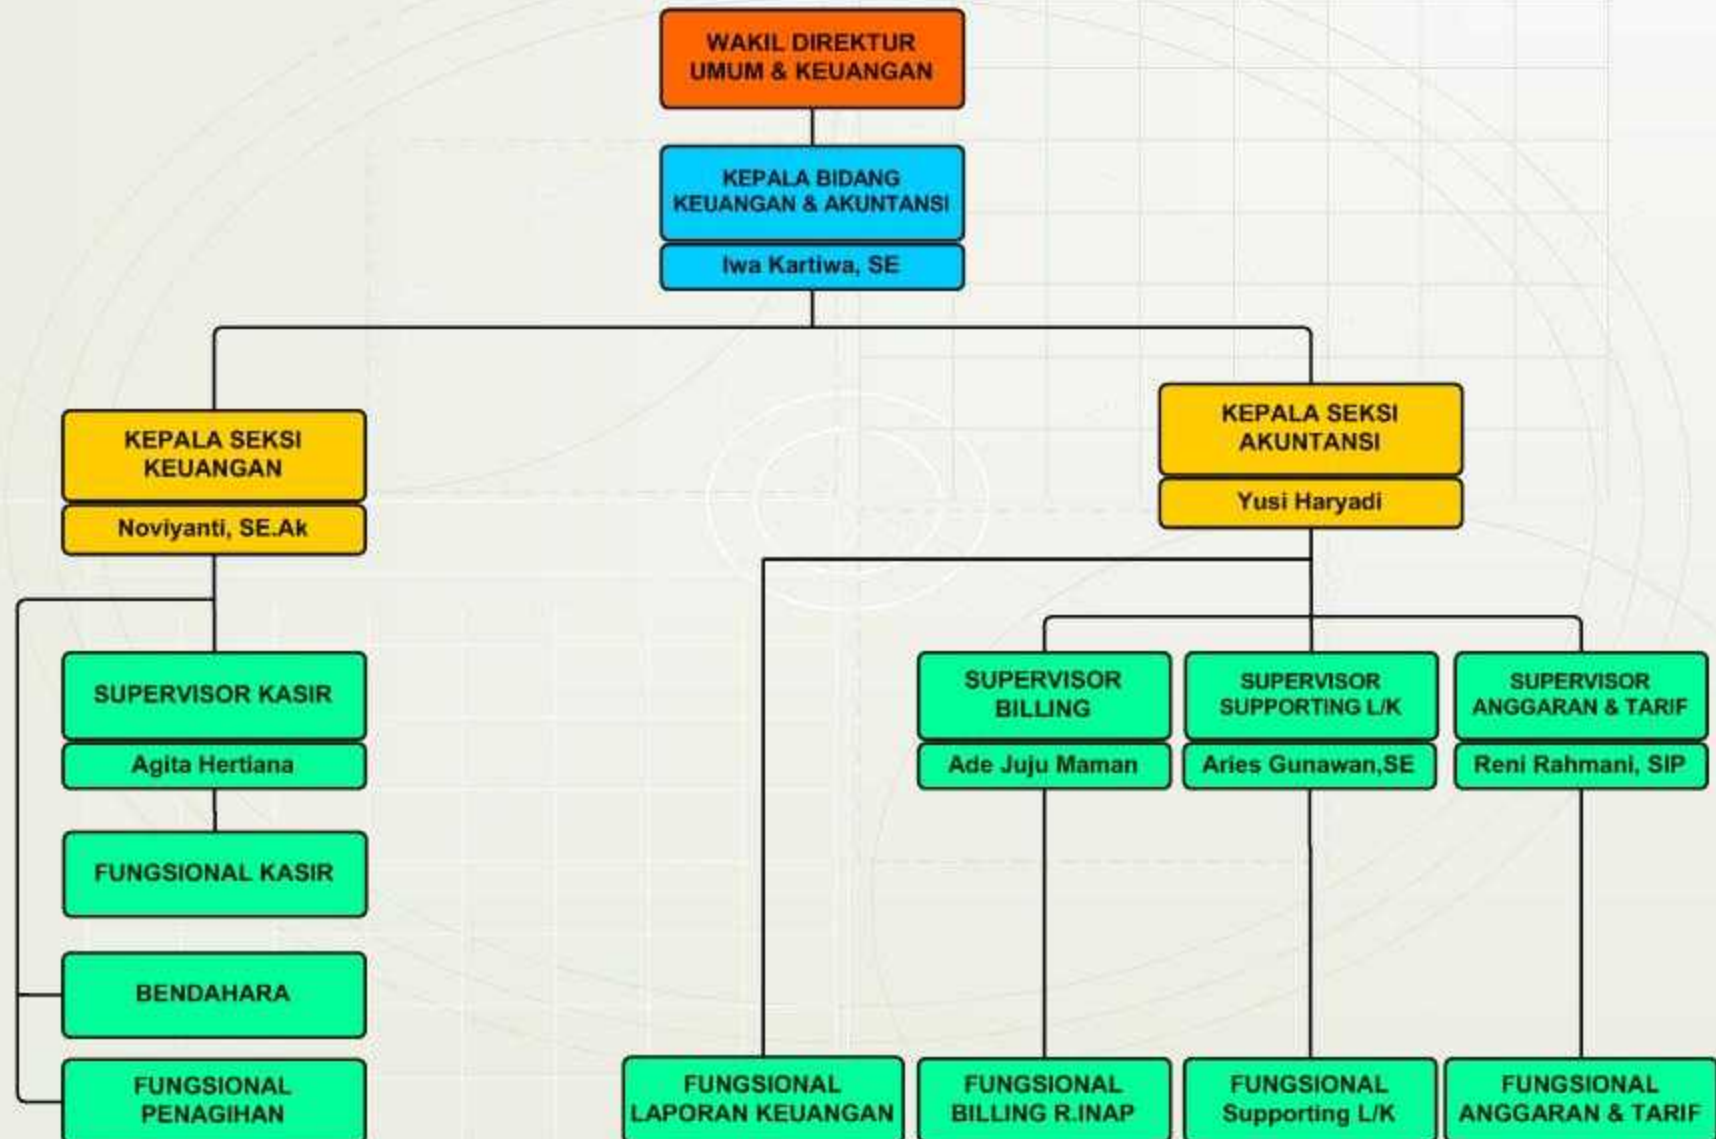 WAKIL DIREKTUR
UMUM & KEUANGAN
KEPALA BIDANG
KEUANGAN & AKUNTANSI
Iwa Kartiwa, SE
KEPALA SEKSI
KEUANGAN
Noviyanti, SE.Ak
KEPALA SEKSI
AKUNTANSI
Yusi Haryadi
SUPERVISOR KASIR
Agita Hertiana
FUNGSIONAL KASIR
BENDAHARA
FUNGSIONAL
PENAGIHAN
SUPERVISOR
BILLING
Ade Juju Maman
SUPERVISOR
SUPPORTING L/K
Aries Gunawan,SE
SUPERVISOR
ANGGARAN & TARIF
Reni Rahmani, SIP
FUNGSIONAL
LAPORAN KEUANGAN
FUNGSIONAL
BILLING R.INAP
FUNGSIONAL
Supporting L/K
FUNGSIONAL
ANGGARAN & TARIF